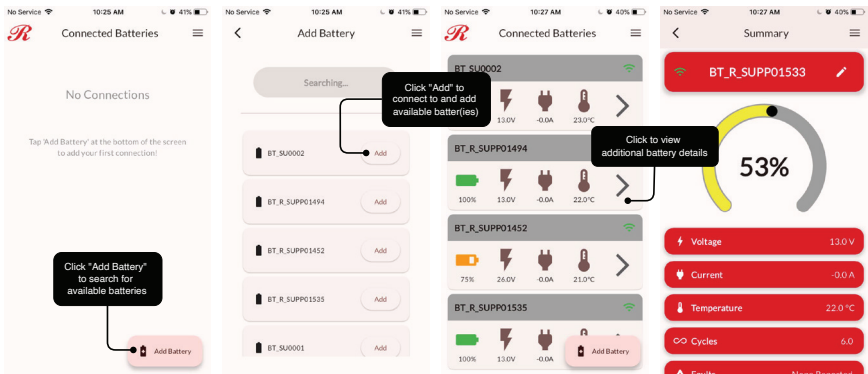 No Service 10:25 AM 41%
R Connected Batteries
No Connections
Tap 'Add Battery' at the bottom of the screen
to add your first connection!
Click "Add Battery"
to search for
available batteries
Add Battery
No Service 10:25 AM 41%
Add Battery
Searching...
Click "Add" to
connect to and add
available batter(ies)
BT_SU0002 Add
BT_R_SUPP01494 Add
BT_R_SUPP01452 Add
BT_R_SUPP01535 Add
BT_SU0001 Add
No Service 10:27 AM 40%
R Connected Batteries
BT_SU0002
13.0V -0.0A 23.0°C
BT_R_SUPP01494
Click to view
additional battery details
100% 13.0V -0.0A 22.0°C
BT_R_SUPP01452
75% 26.0V -0.0A 21.0°C
BT_R_SUPP01535
100% 13.0V -0.0A
Add Battery
No Service 10:27 AM 40%
Summary
BT_R_SUPP01533
53%
Voltage 13.0 V
Current -0.0 A
Temperature 22.0 °C
Cycles 6.0